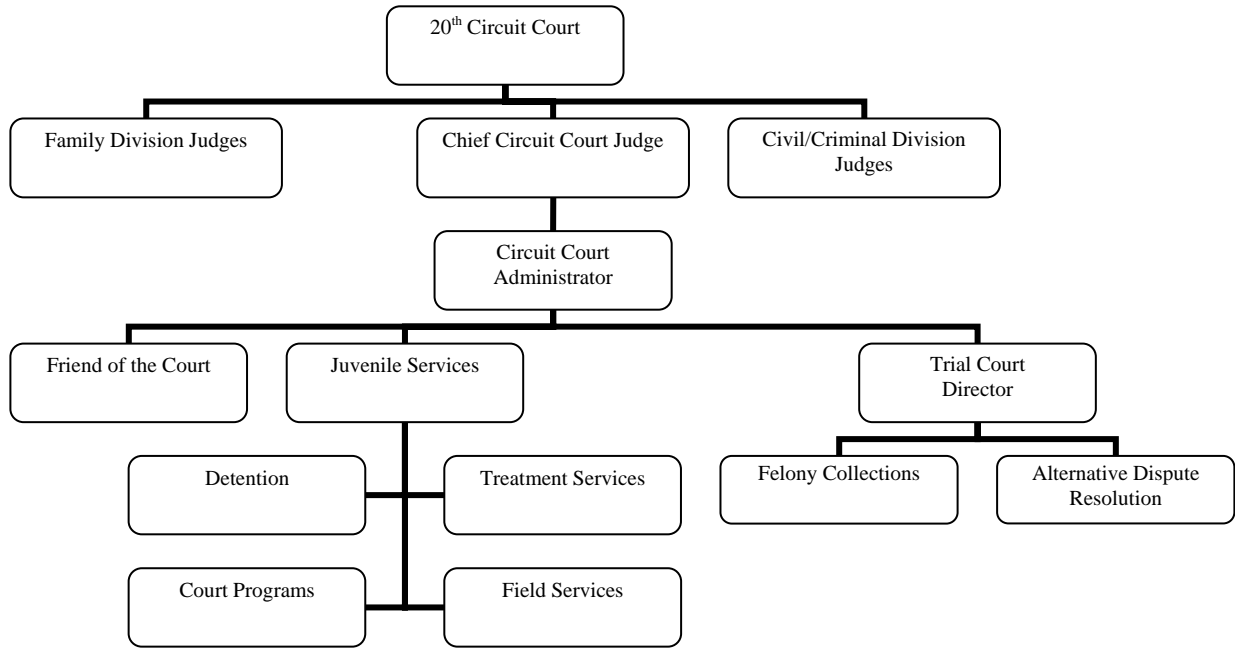 20th Circuit Court
Family Division Judges
Chief Circuit Court Judge
Civil/Criminal Division
Judges
Circuit Court
Administrator
Friend of the Court
Juvenile Services
Trial Court
Director
Detention
Treatment Services
Felony Collections
Alternative Dispute
Resolution
Court Programs
Field Services